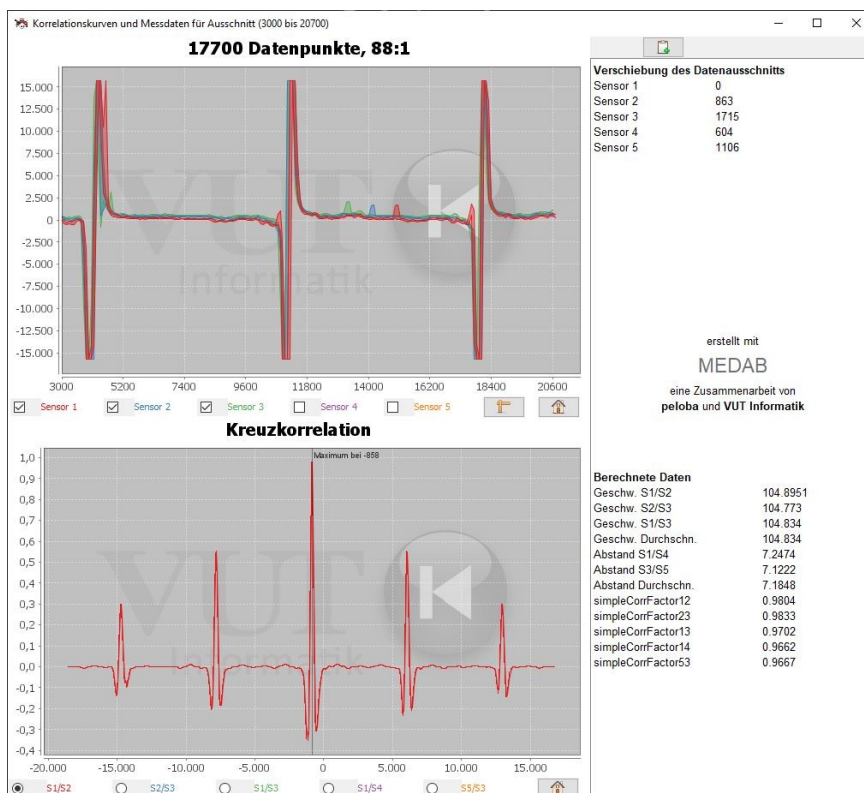 Korrelationskurven und Messdaten für Ausschnitt (3000 bis 20700)
17700 Datenpunkte, 88:1
15.000
12.500
10.000
7.500
5.000
2.500
0
-2.500
-5.000
-7.500
-10.000
-12.500
-15.000
VUT
Informatik
3000 5200 7400 9600 11800 14000 16200 18400 20600
Sensor 1 Sensor 2 Sensor 3 Sensor 4 Sensor 5
Kreuzkorrelation
Maximum bei -858
1,0
0,9
0,8
0,7
0,6
0,5
0,4
0,3
0,2
0,1
0,0
-0,1
-0,2
-0,3
-0,4
VUT
Informatik
-20.000 -15.000 -10.000 -5.000 0 5.000 10.000 15.000
S1/S2 S2/S3 S1/S3 S1/S4 S5/S3
Verschiebung des Datenausschnitts
Sensor 1 0
Sensor 2 863
Sensor 3 1715
Sensor 4 604
Sensor 5 1106
erstellt mit
MEDAB
eine Zusammenarbeit von
peloba und VUT Informatik
Berechnete Daten
Geschw. S1/S2 104.8951
Geschw. S2/S3 104.773
Geschw. S1/S3 104.834
Geschw. Durchschn. 104.834
Abstand S1/S4 7.2474
Abstand S3/S5 7.1222
Abstand Durchschn. 7.1848
simpleCorrFactor12 0.9804
simpleCorrFactor23 0.9833
simpleCorrFactor13 0.9702
simpleCorrFactor14 0.9662
simpleCorrFactor53 0.9667